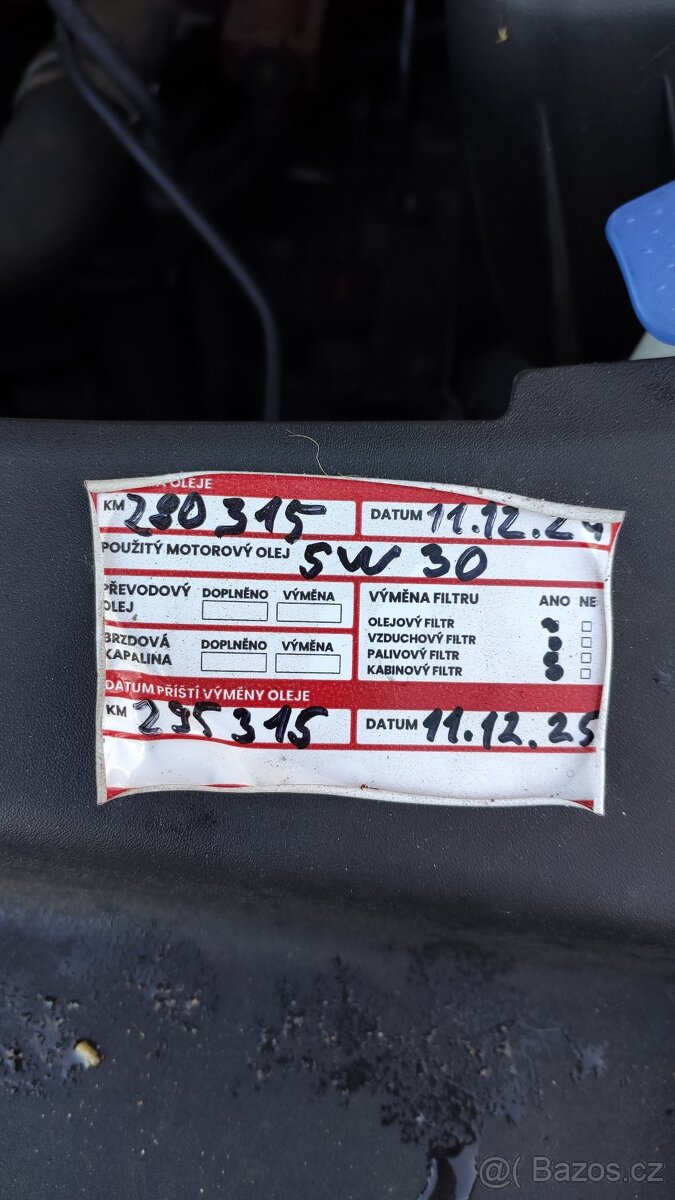 OLEJE
KM 280 315 DATUM 11.12.24
POUŽITÝ MOTOROVÝ OLEJ 5W 30
PŘEVODOVÝ OLEJ DOPLNĚNO VÝMĚNA
BRZDOVÁ KAPALINA DOPLNĚNO VÝMĚNA
VÝMĚNA FILTRU ANO NE
OLEJOVÝ FILTR
VZDUCHOVÝ FILTR
PALIVOVÝ FILTR
KABINOVÝ FILTR
DATUM PŘÍŠTÍ VÝMĚNY OLEJE
KM 295 315 DATUM 11.12.25
@( Bazos.cz